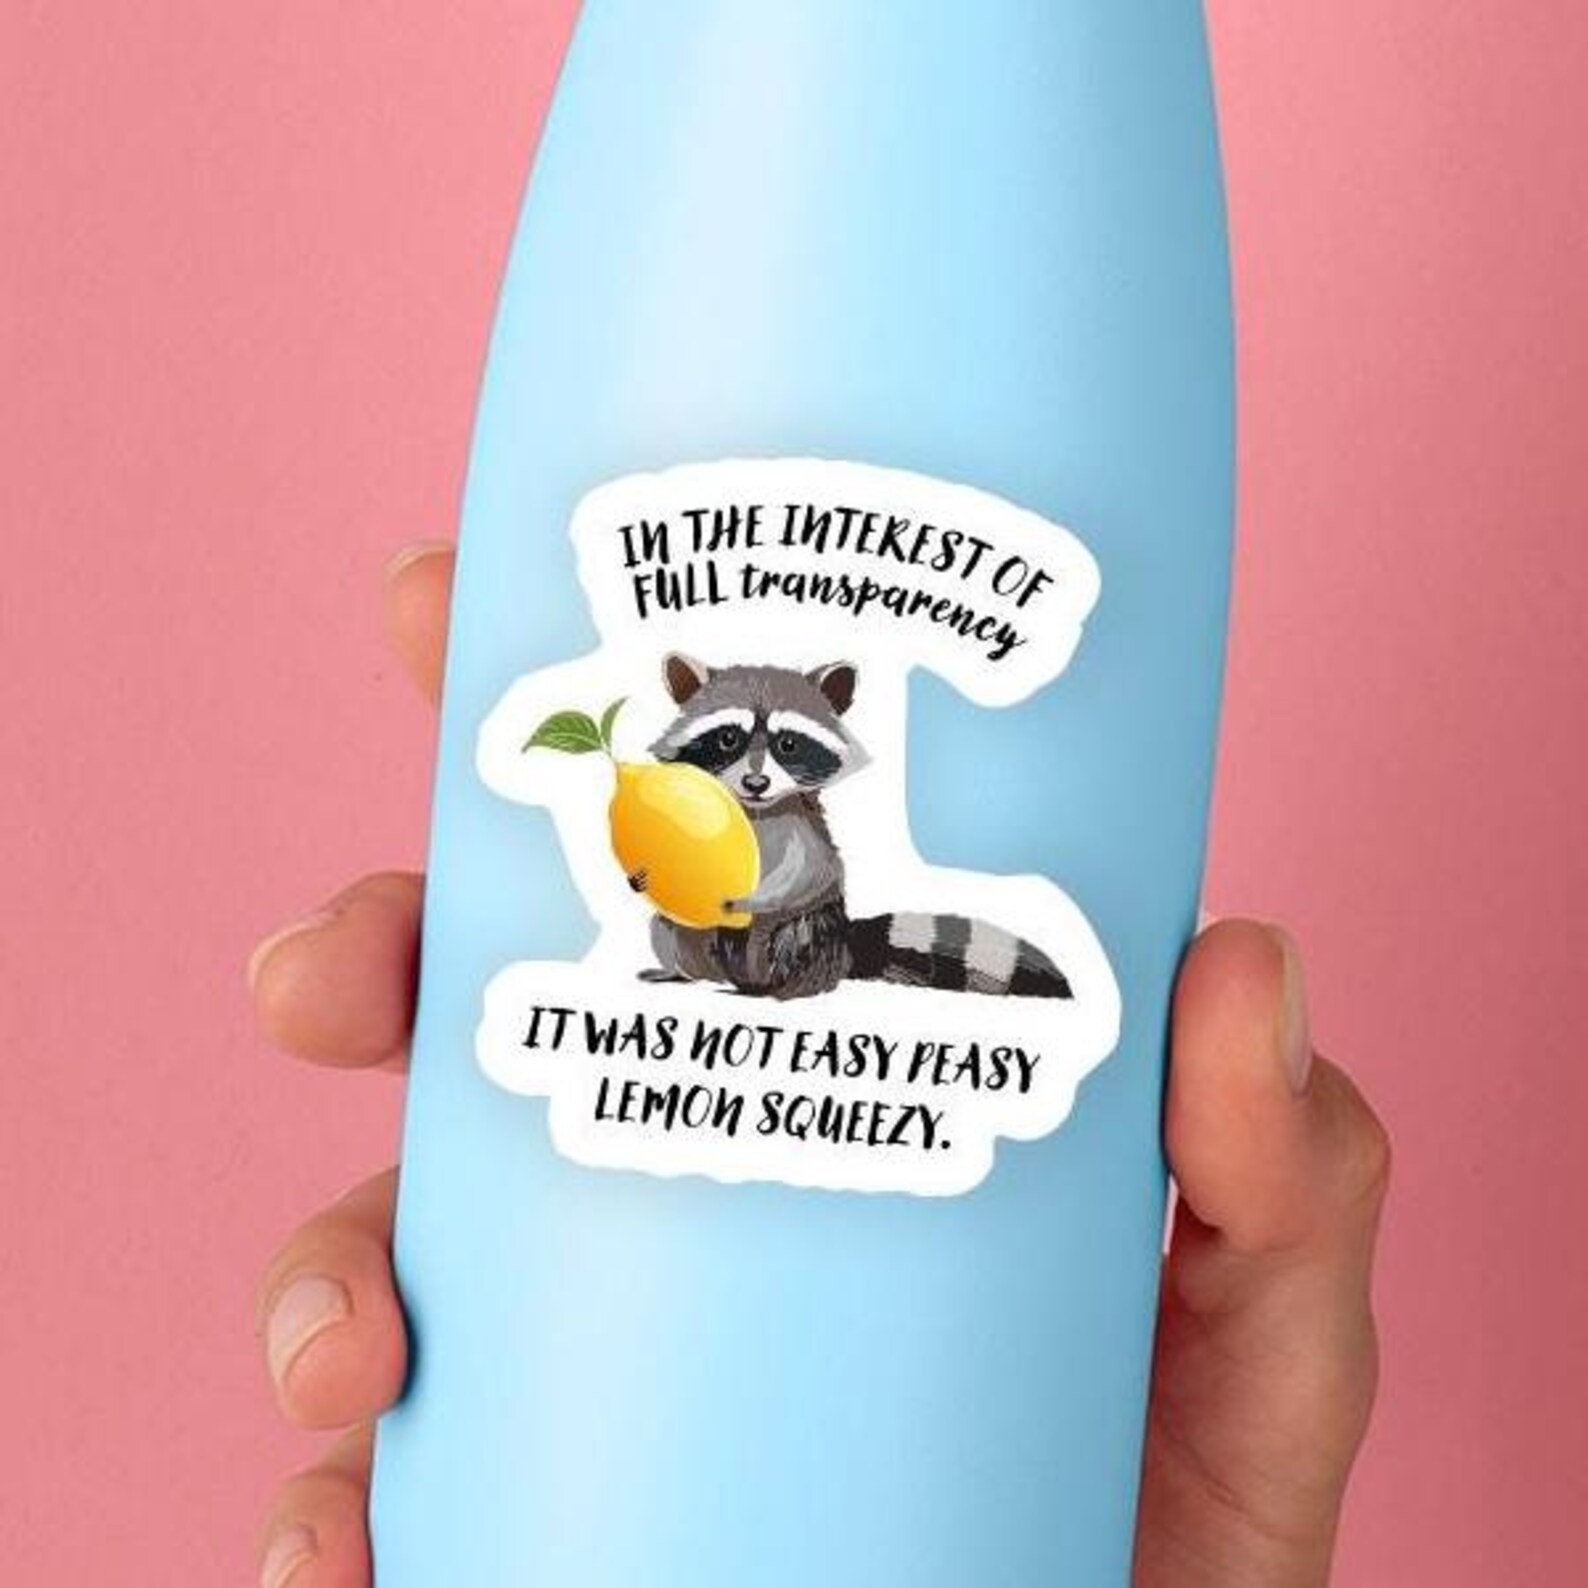 IN THE INTEREST OF
FULL transparency
IT WAS NOT EASY PEASY
LEMON SQUEEZY.